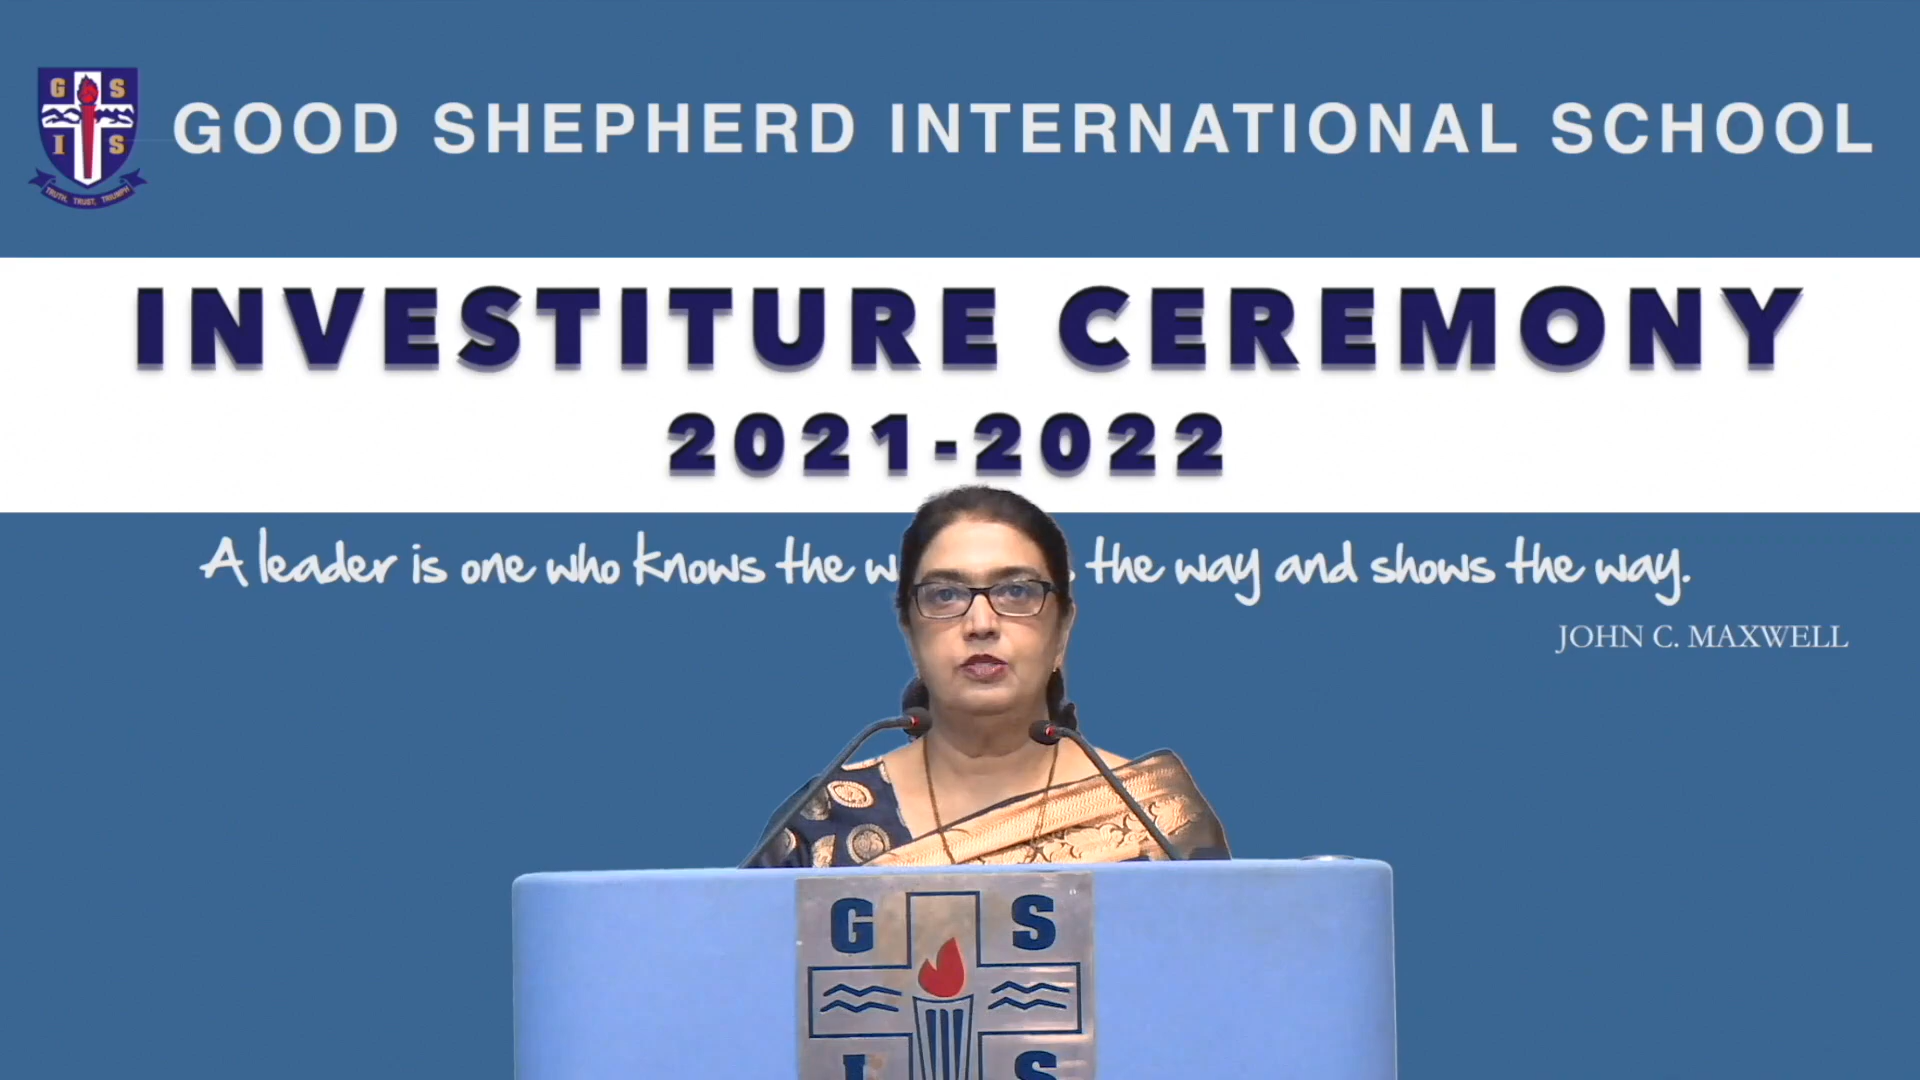 G S
I S
TRUTH, TRUST, TRIUMPH
GOOD SHEPHERD INTERNATIONAL SCHOOL
INVESTITURE CEREMONY
2021-2022
A leader is one who knows the the way and shows the way.
JOHN C. MAXWELL
G S
I S